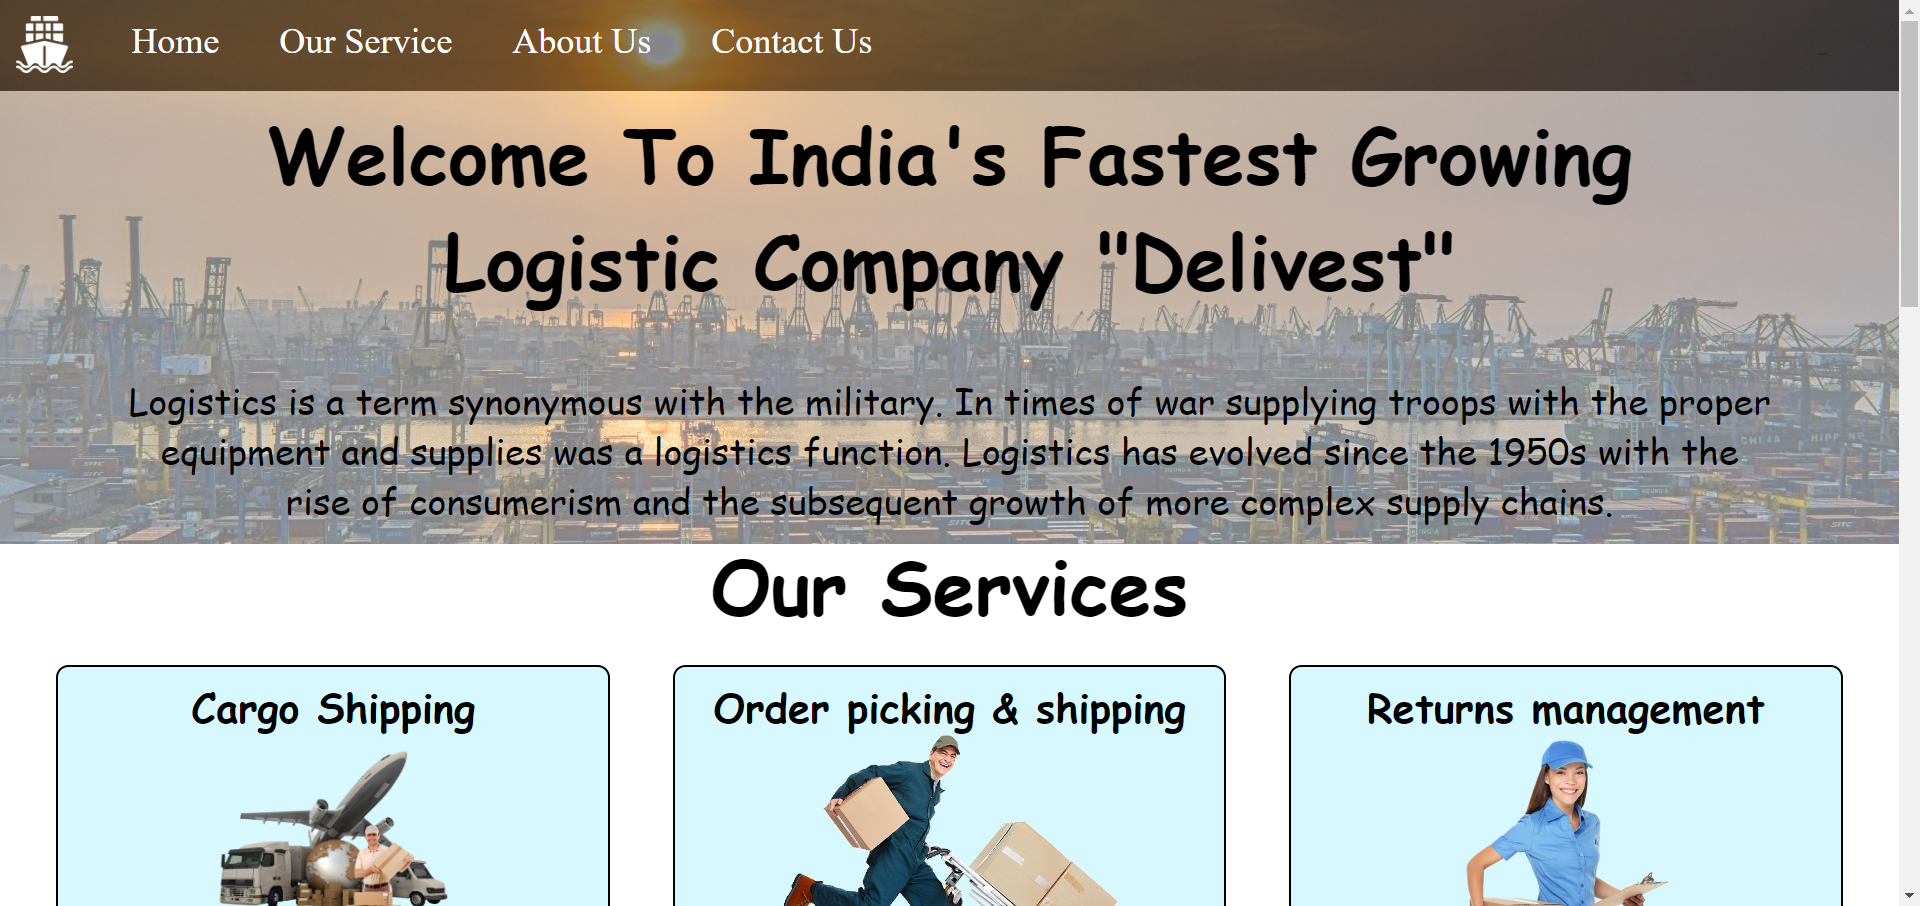 Home
Our Service
About Us
Contact Us
Welcome To India's Fastest Growing
Logistic Company "Delivest"
Logistics is a term synonymous with the military. In times of war supplying troops with the proper
equipment and supplies was a logistics function. Logistics has evolved since the 1950s with the
rise of consumerism and the subsequent growth of more complex supply chains.
Our Services
Cargo Shipping
Order picking & shipping
Returns management